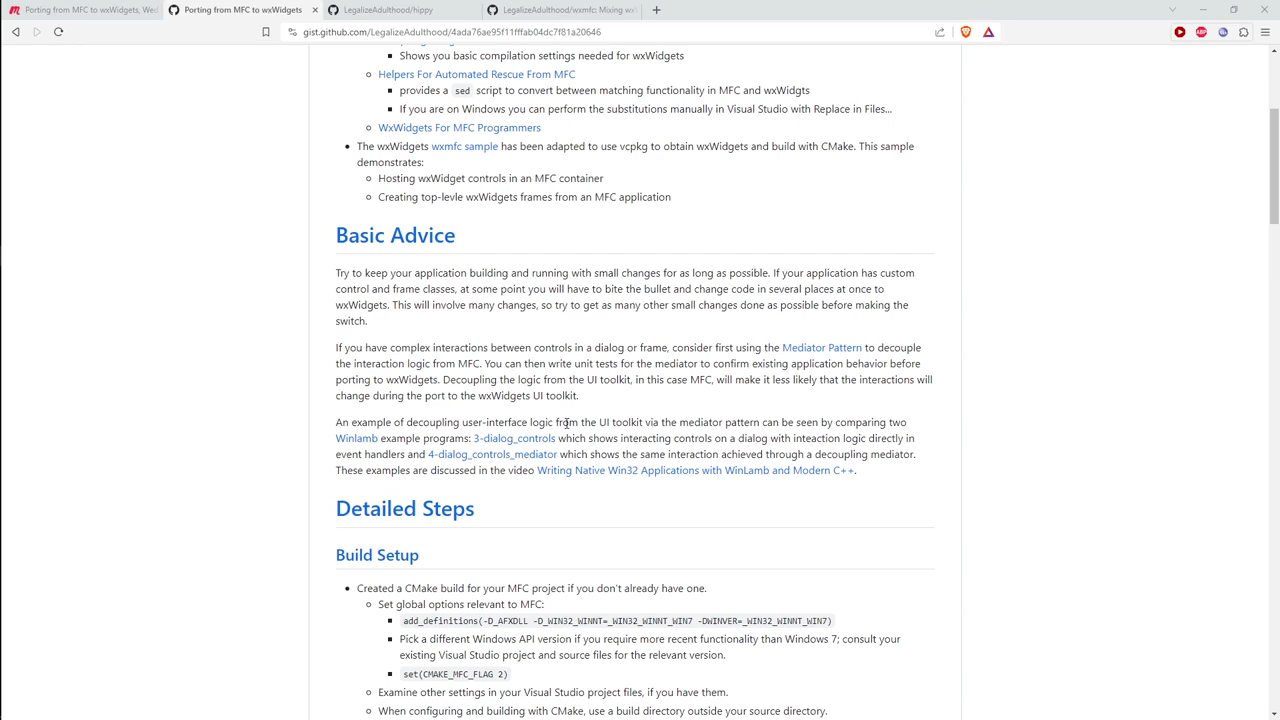 Porting from MFC to wxWidgets, Wed
Porting from MFC to wxWidgets
LegalizeAdulthood/hippy
LegalizeAdulthood/wxmfc: Mixing wx
gist.github.com/LegalizeAdulthood/4ada76ae95f11fffab04dc7f81a20646
Shows you basic compilation settings needed for wxWidgets
Helpers For Automated Rescue From MFC
provides a sed script to convert between matching functionality in MFC and wxWidgts
If you are on Windows you can perform the substitutions manually in Visual Studio with Replace in Files...
WxWidgets For MFC Programmers
The wxWidgets wxmfc sample has been adapted to use vcpkg to obtain wxWidgets and build with CMake. This sample
demonstrates:
Hosting wxWidget controls in an MFC container
Creating top-levle wxWidgets frames from an MFC application
Basic Advice
Try to keep your application building and running with small changes for as long as possible. If your application has custom
control and frame classes, at some point you will have to bite the bullet and change code in several places at once to
wxWidgets. This will involve many changes, so try to get as many other small changes done as possible before making the
switch.
If you have complex interactions between controls in a dialog or frame, consider first using the Mediator Pattern to decouple
the interaction logic from MFC. You can then write unit tests for the mediator to confirm existing application behavior before
porting to wxWidgets. Decoupling the logic from the UI toolkit, in this case MFC, will make it less likely that the interactions will
change during the port to the wxWidgets UI toolkit.
An example of decoupling user-interface logic from the UI toolkit via the mediator pattern can be seen by comparing two
Winlamb example programs: 3-dialog_controls which shows interacting controls on a dialog with inteaction logic directly in
event handlers and 4-dialog_controls_mediator which shows the same interaction achieved through a decoupling mediator.
These examples are discussed in the video Writing Native Win32 Applications with WinLamb and Modern C++.
Detailed Steps
Build Setup
Created a CMake build for your MFC project if you don't already have one.
Set global options relevant to MFC:
add_definitions(-D_AFXDLL -D_WIN32_WINNT=_WIN32_WINNT_WIN7 -DWINVER=_WIN32_WINNT_WIN7)
Pick a different Windows API version if you require more recent functionality than Windows 7; consult your
existing Visual Studio project and source files for the relevant version.
set(CMAKE_MFC_FLAG 2)
Examine other settings in your Visual Studio project files, if you have them.
When configuring and building with CMake, use a build directory outside your source directory.